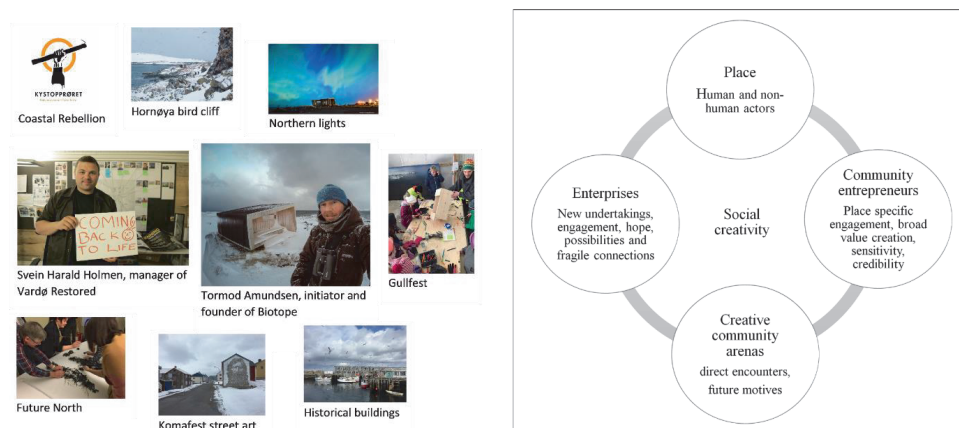 KYSTOPPRØRET
Coastal Rebellion
Hornøya bird cliff
Northern lights
COMING
BACK
TO LIFE
Svein Harald Holmen, manager of
Vardø Restored
Tormod Amundsen, initiator and
founder of Biotope
Gullfest
Future North
Komafest street art
Historical buildings
Place
Human and non-
human actors
Enterprises
New undertakings,
engagement, hope,
possibilities and
fragile connections
Social
creativity
Community
entrepreneurs
Place specific
engagement, broad
value creation,
sensitivity,
credibility
Creative
community
arenas
direct encounters,
future motives